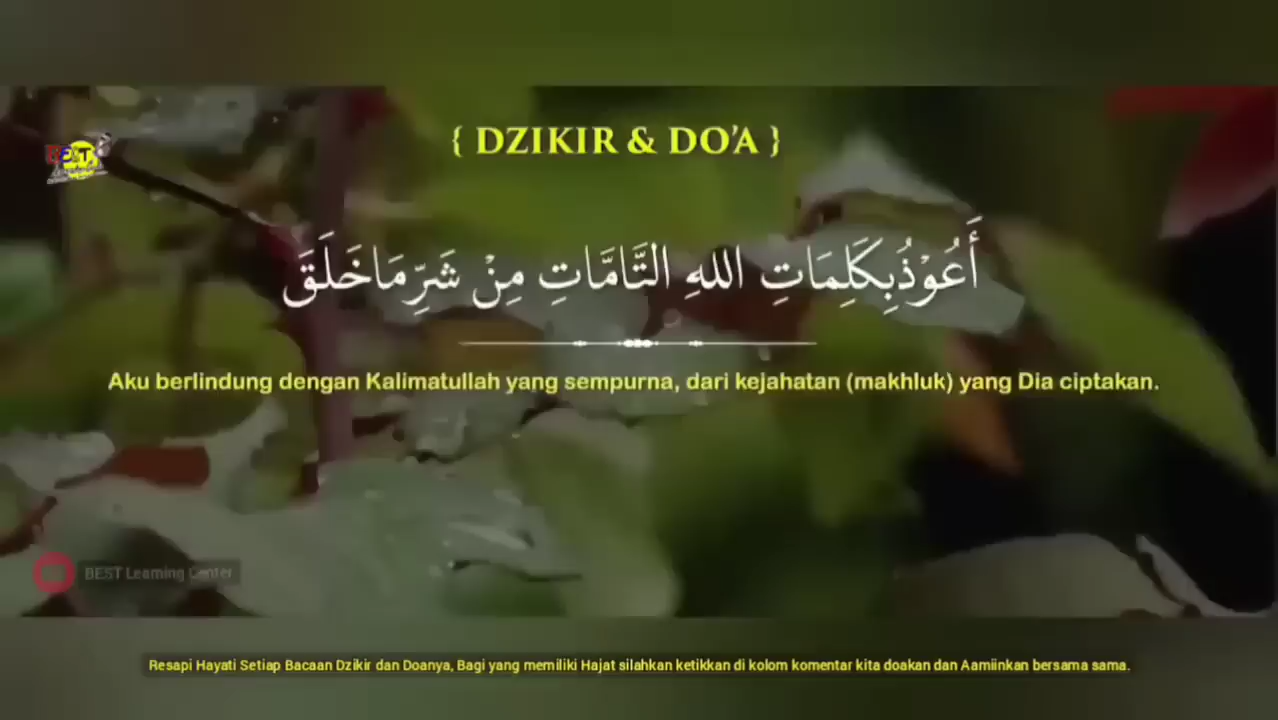 { DZIKIR & DO'A }
BEST
أَعُوْذُبِكَلِمَاتِ اللهِ التَّامَّاتِ مِنْ شَرِّمَاخَلَقَ
Aku berlindung dengan Kalimatullah yang sempurna, dari kejahatan (makhluk) yang Dia ciptakan.
BEST Learning Center
Resapi Hayati Setiap Bacaan Dzikir dan Doanya, Bagi yang memiliki Hajat silahkan ketikkan di kolom komentar kita doakan dan Aamiinkan bersama sama.